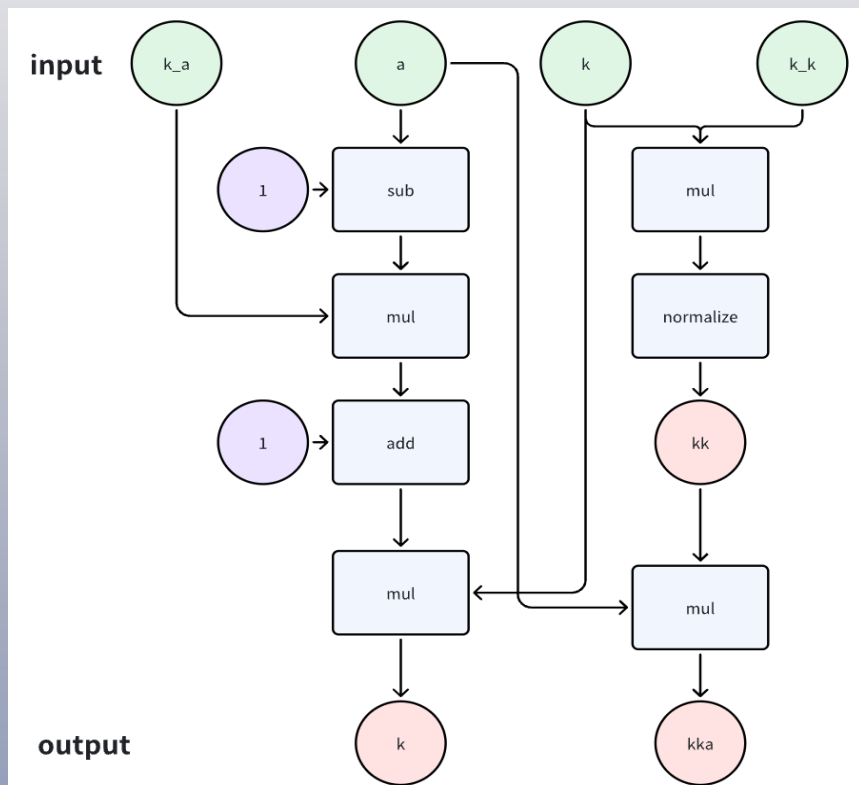 input
k_a
a
k
k_k
1
sub
mul
mul
normalize
1
add
kk
mul
mul
output
k
kka